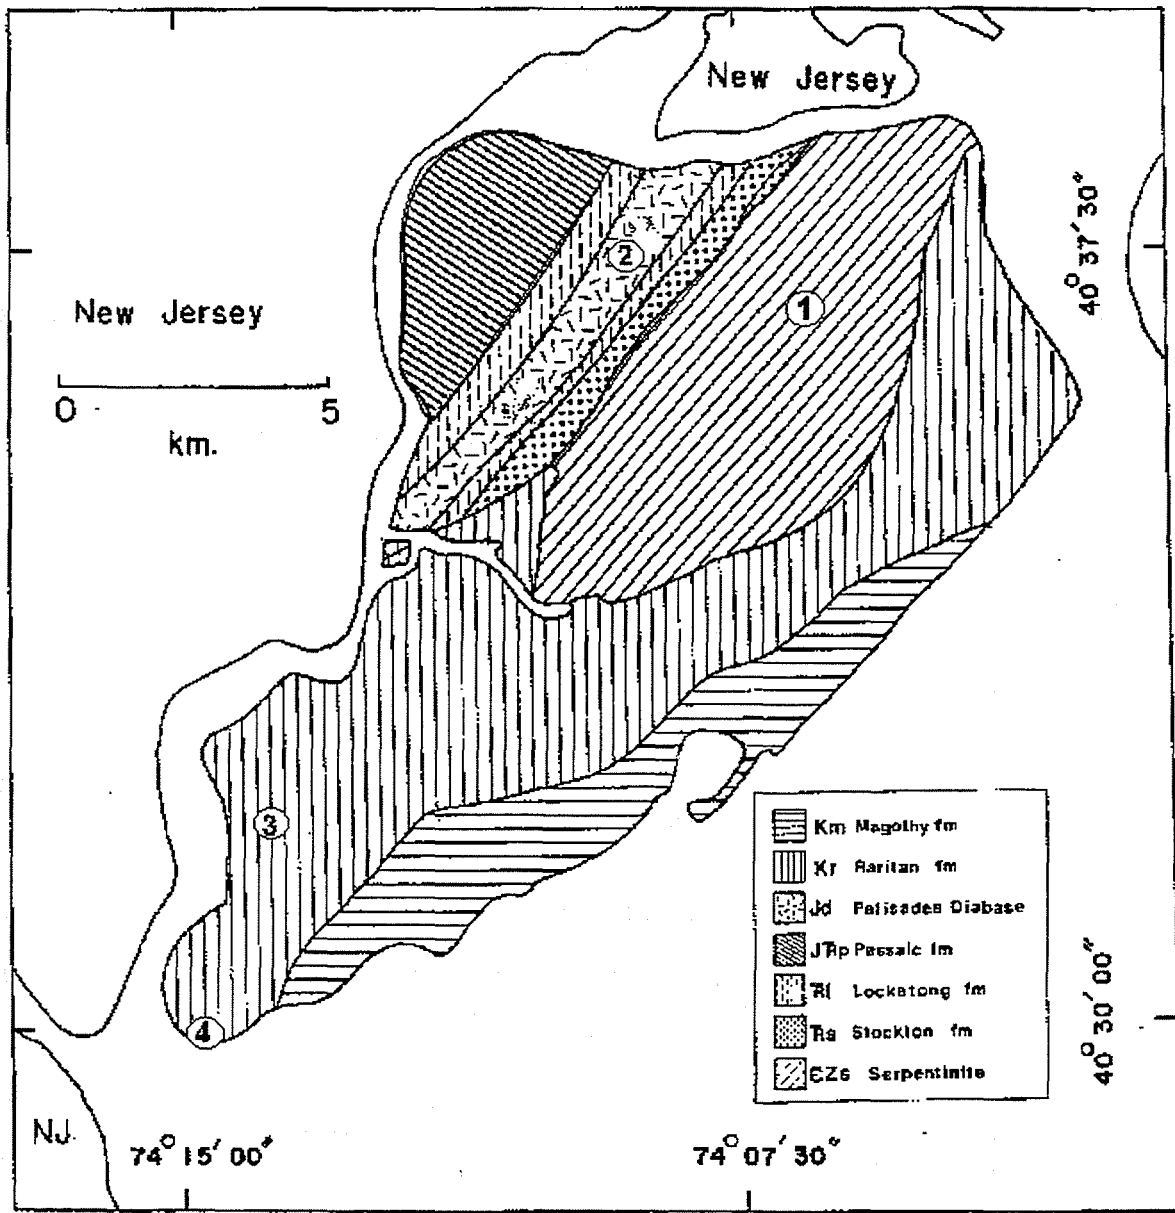 New Jersey
40° 37' 30"
2
1
New Jersey
0 5
km.
3
Km Magothy fm
Kr Raritan fm
Jd Palisades Diabase
JTRp Passaic fm
TRl Lockatong fm
TRs Stockton fm
ЄZs Serpentinite
4
40° 30' 00"
NJ
74° 15' 00"
74° 07' 30"